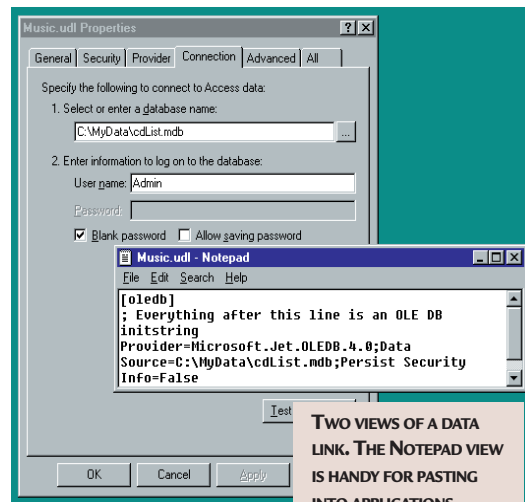 Music.udl Properties
General Security Provider Connection Advanced All
Specify the following to connect to Access data:
1. Select or enter a database name:
C:\MyData\cdList.mdb ...
2. Enter information to log on to the database:
User name: Admin
Password:
Blank password Allow saving password
Music.udl - Notepad
File Edit Search Help
[oledb]
; Everything after this line is an OLE DB
initstring
Provider=Microsoft.Jet.OLEDB.4.0;Data
Source=C:\MyData\cdList.mdb;Persist Security
Info=False
Test
OK Cancel Apply
TWO VIEWS OF A DATA
LINK. THE NOTEPAD VIEW
IS HANDY FOR PASTING
INTO APPLICATIONS